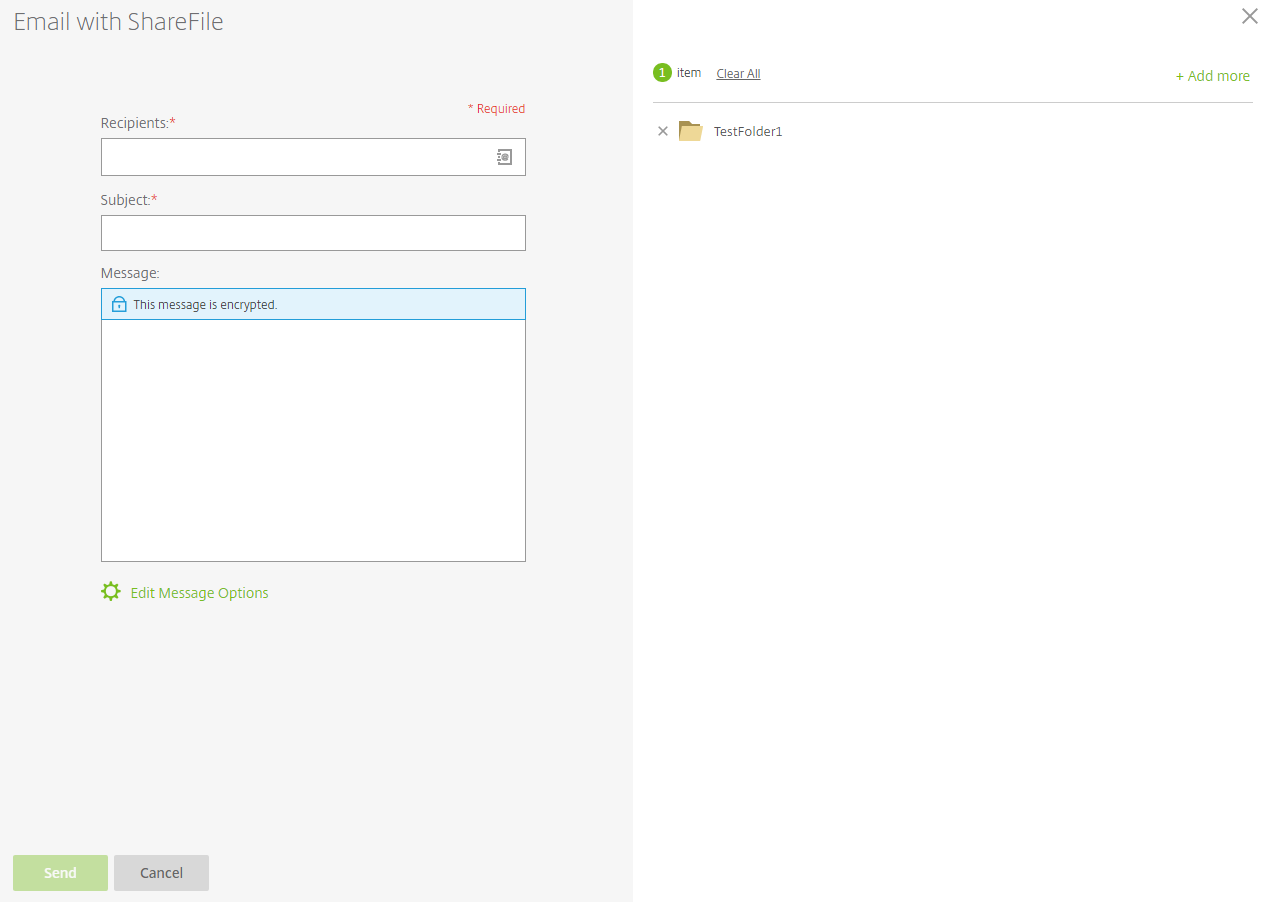 Email with ShareFile
* Required
Recipients:*
Subject:*
Message:
This message is encrypted.
Edit Message Options
Send
Cancel
1 item Clear All
+ Add more
TestFolder1